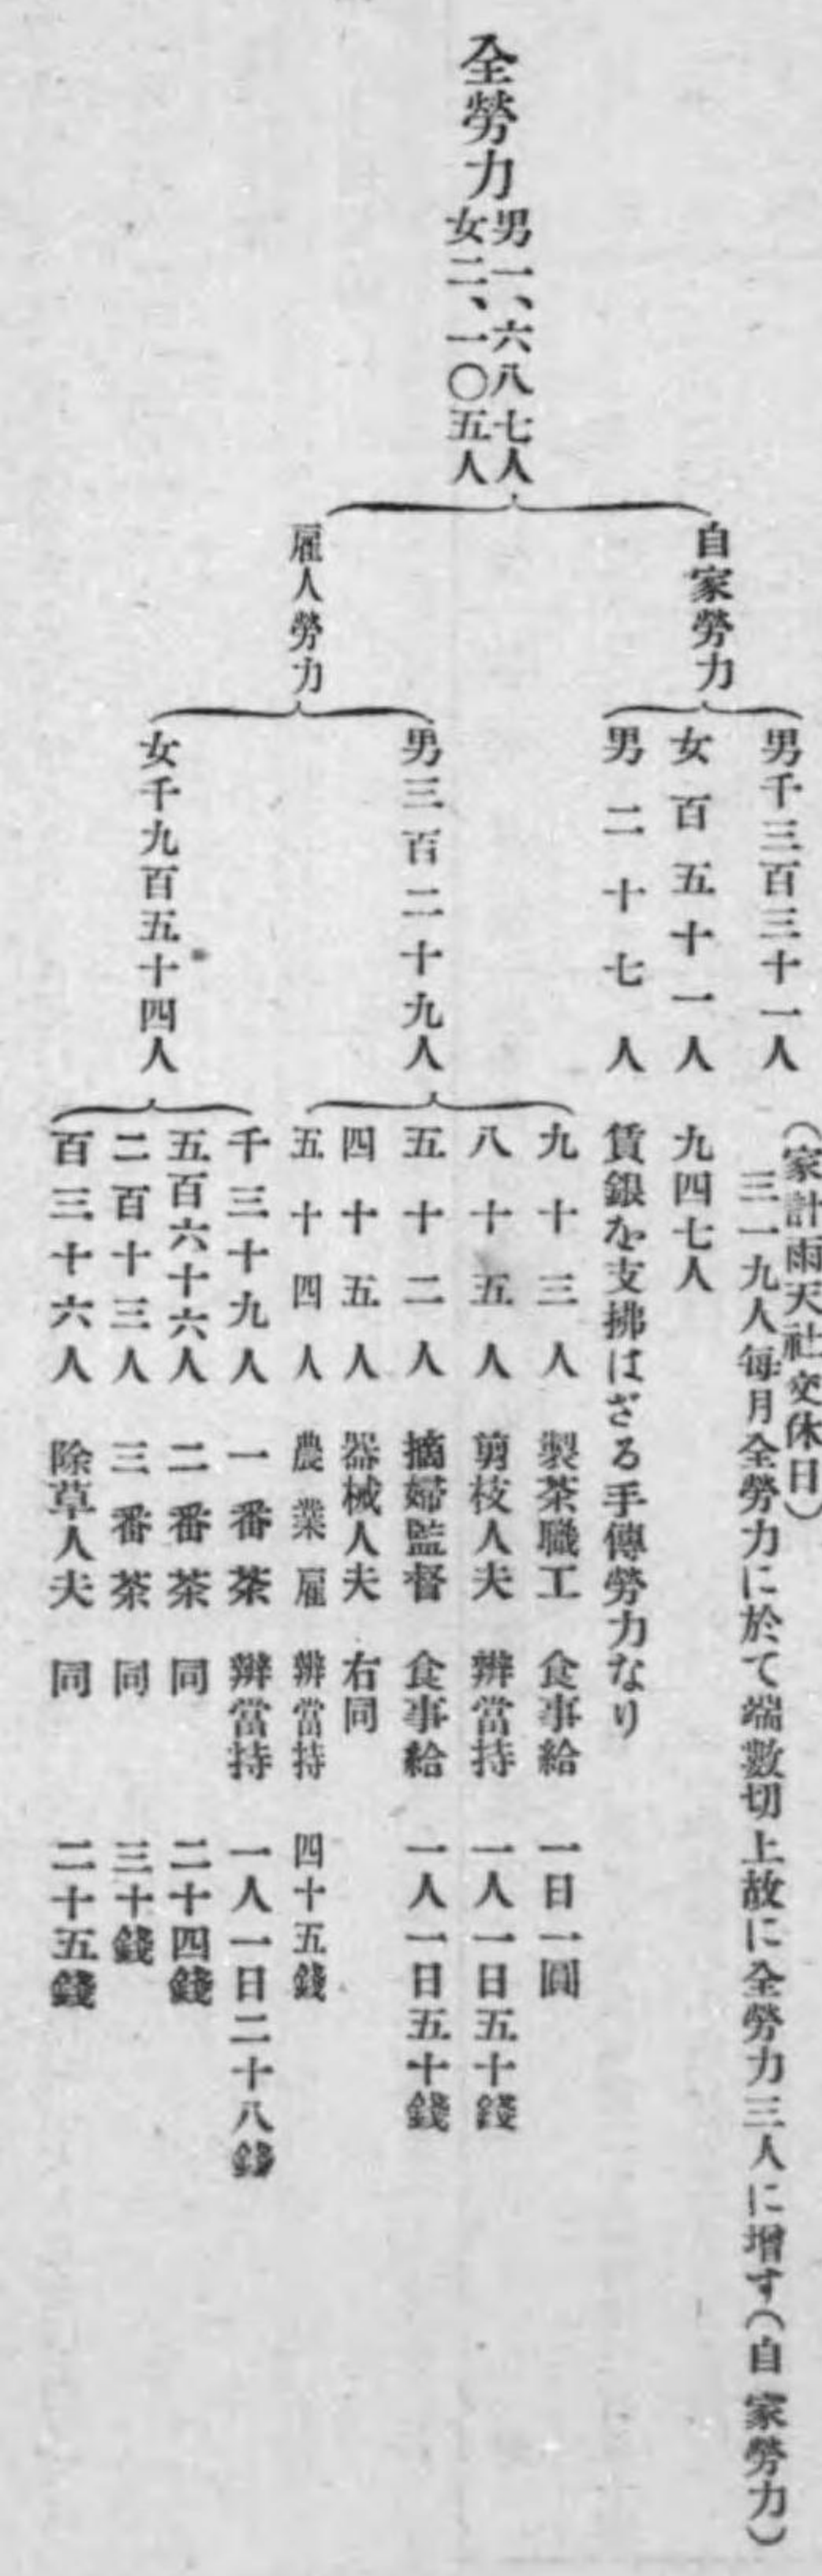 全勞力
男一、六八七人
女二、一〇五人
自家勞力
男千三百三十一人
（家計雨天社交休日）
三一九人每月全勞力に於て端數切上故に全勞力三人に增す（自家勞力）
女百五十一人
九四七人
男二十七人
賃銀を支拂はざる手傳勞力なり
雇人勞力
男三百二十九人
九十三人 製茶職工 食事給 一日一圓
八十五人 剪枝人夫 辨當持 一人一日五十錢
五十二人 摘婦監督 食事給 一人一日五十錢
四十五人 器械人夫 右同
五十四人 農業雇 辨當持 四十五錢
女千九百五十四人
千三十九人 一番茶 辨當持 一人一日二十八錢
五百六十六人 二番茶 同 二十四錢
二百十三人 三番茶 同 三十錢
百三十六人 除草人夫 同 二十五錢